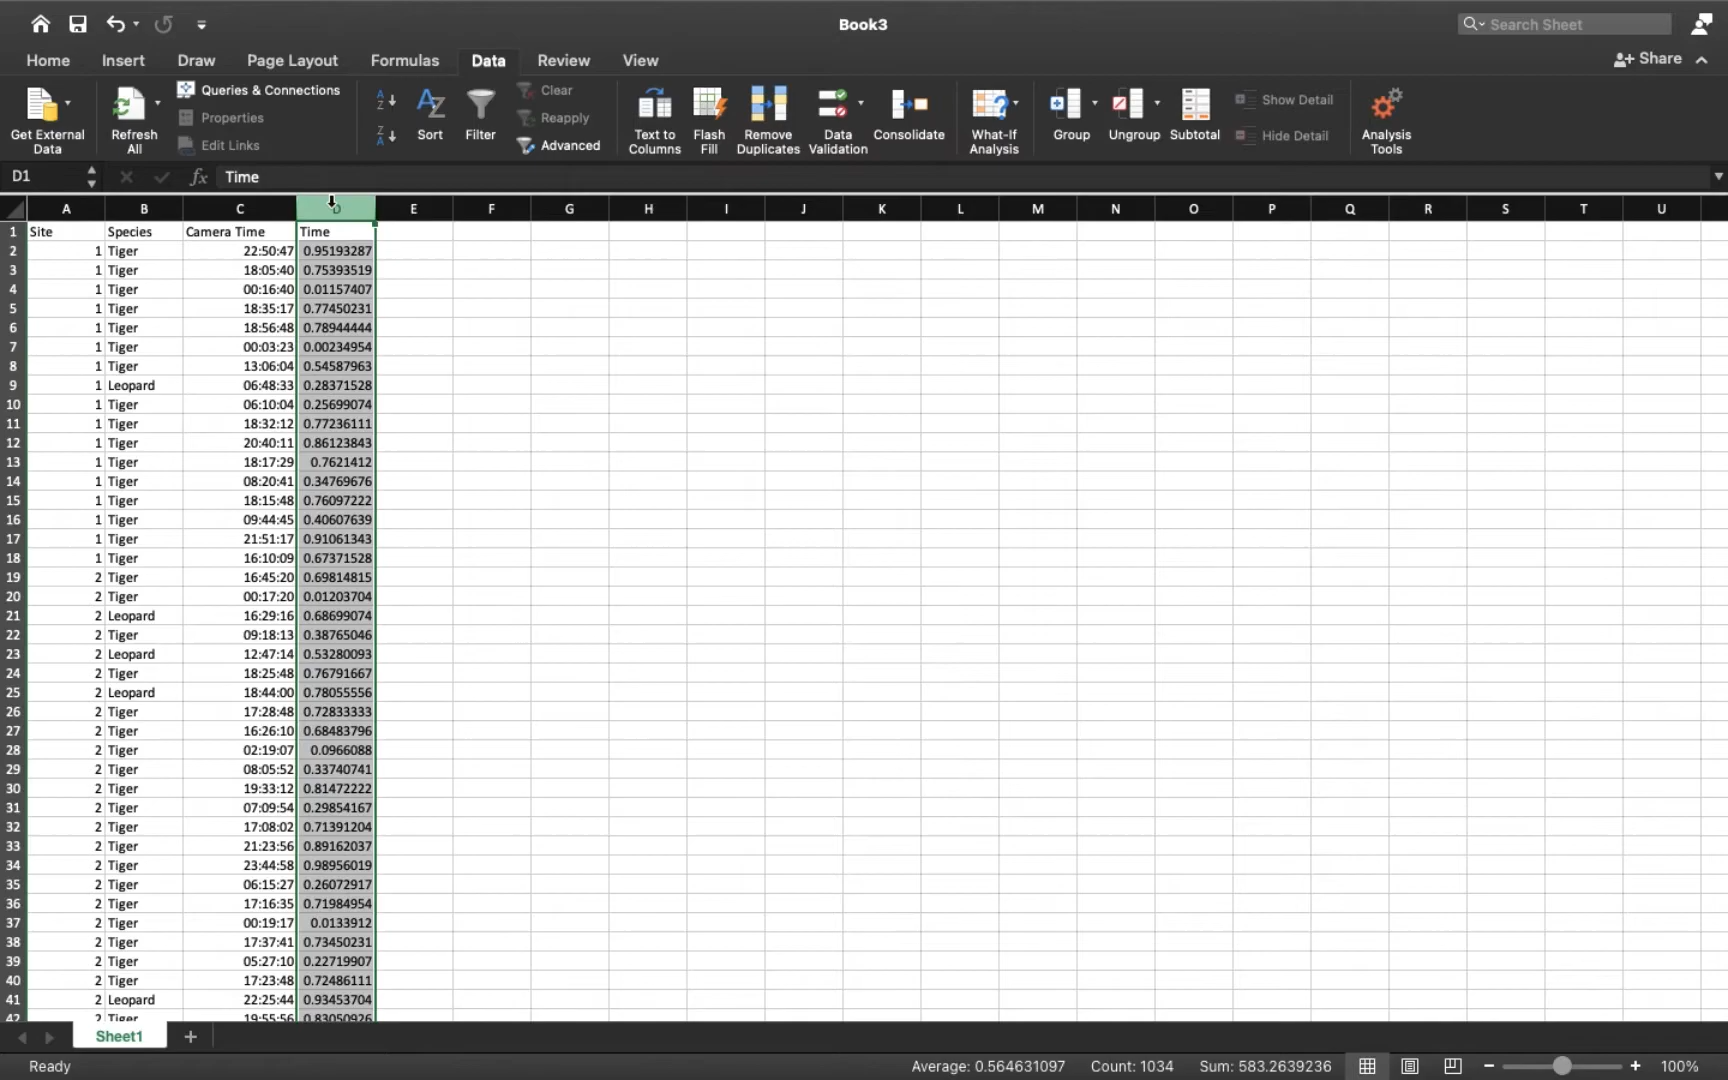 Book3
Search Sheet
Home Insert Draw Page Layout Formulas Data Review View
Share
Get External Data
Refresh All
Queries & Connections
Properties
Edit Links
Sort
Filter
Clear
Reapply
Advanced
Text to Columns
Flash Fill
Remove Duplicates
Data Validation
Consolidate
What-If Analysis
Group
Ungroup
Subtotal
Show Detail
Hide Detail
Analysis Tools
D1 fx Time
A B C D E F G H I J K L M N O P Q R S T U
1 Site Species Camera Time Time
2 1 Tiger 22:50:47 0.95193287
3 1 Tiger 18:05:40 0.75393519
4 1 Tiger 00:16:40 0.01157407
5 1 Tiger 18:35:17 0.77450231
6 1 Tiger 18:56:48 0.78944444
7 1 Tiger 00:03:23 0.00234954
8 1 Tiger 13:06:04 0.54587963
9 1 Leopard 06:48:33 0.28371528
10 1 Tiger 06:10:04 0.25699074
11 1 Tiger 18:32:12 0.77236111
12 1 Tiger 20:40:11 0.86123843
13 1 Tiger 18:17:29 0.7621412
14 1 Tiger 08:20:41 0.34769676
15 1 Tiger 18:15:48 0.76097222
16 1 Tiger 09:44:45 0.40607639
17 1 Tiger 21:51:17 0.91061343
18 1 Tiger 16:10:09 0.67371528
19 2 Tiger 16:45:20 0.69814815
20 2 Tiger 00:17:20 0.01203704
21 2 Leopard 16:29:16 0.68699074
22 2 Tiger 09:18:13 0.38765046
23 2 Leopard 12:47:14 0.53280093
24 2 Tiger 18:25:48 0.76791667
25 2 Leopard 18:44:00 0.78055556
26 2 Tiger 17:28:48 0.72833333
27 2 Tiger 16:26:10 0.68483796
28 2 Tiger 02:19:07 0.0966088
29 2 Tiger 08:05:52 0.33740741
30 2 Tiger 19:33:12 0.81472222
31 2 Tiger 07:09:54 0.29854167
32 2 Tiger 17:08:02 0.71391204
33 2 Tiger 21:23:56 0.89162037
34 2 Tiger 23:44:58 0.98956019
35 2 Tiger 06:15:27 0.26072917
36 2 Tiger 17:16:35 0.71984954
37 2 Tiger 00:19:17 0.0133912
38 2 Tiger 17:37:41 0.73450231
39 2 Tiger 05:27:10 0.22719907
40 2 Tiger 17:23:48 0.72486111
41 2 Leopard 22:25:44 0.93453704
42 2 Tiger 19:55:56 0.83050926
Sheet1
Ready Average: 0.564631097 Count: 1034 Sum: 583.2639236 100%